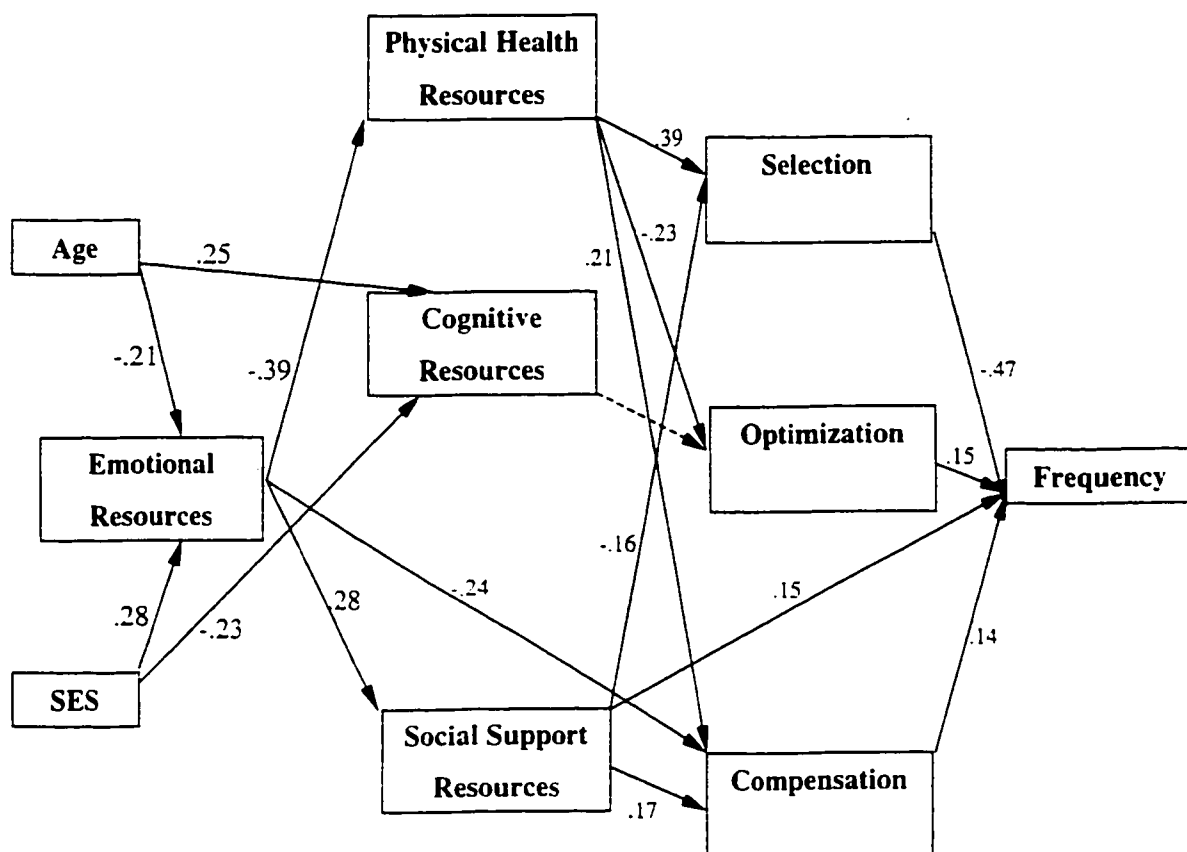 Physical Health
Resources
.39
Selection
Age
.25
-.23
.21
Cognitive
Resources
-.21
-.39
-.47
Optimization
.15
Frequency
Emotional
Resources
-.16
.28
-.23
.28
-.24
.15
.14
SES
Social Support
Resources
.17
Compensation